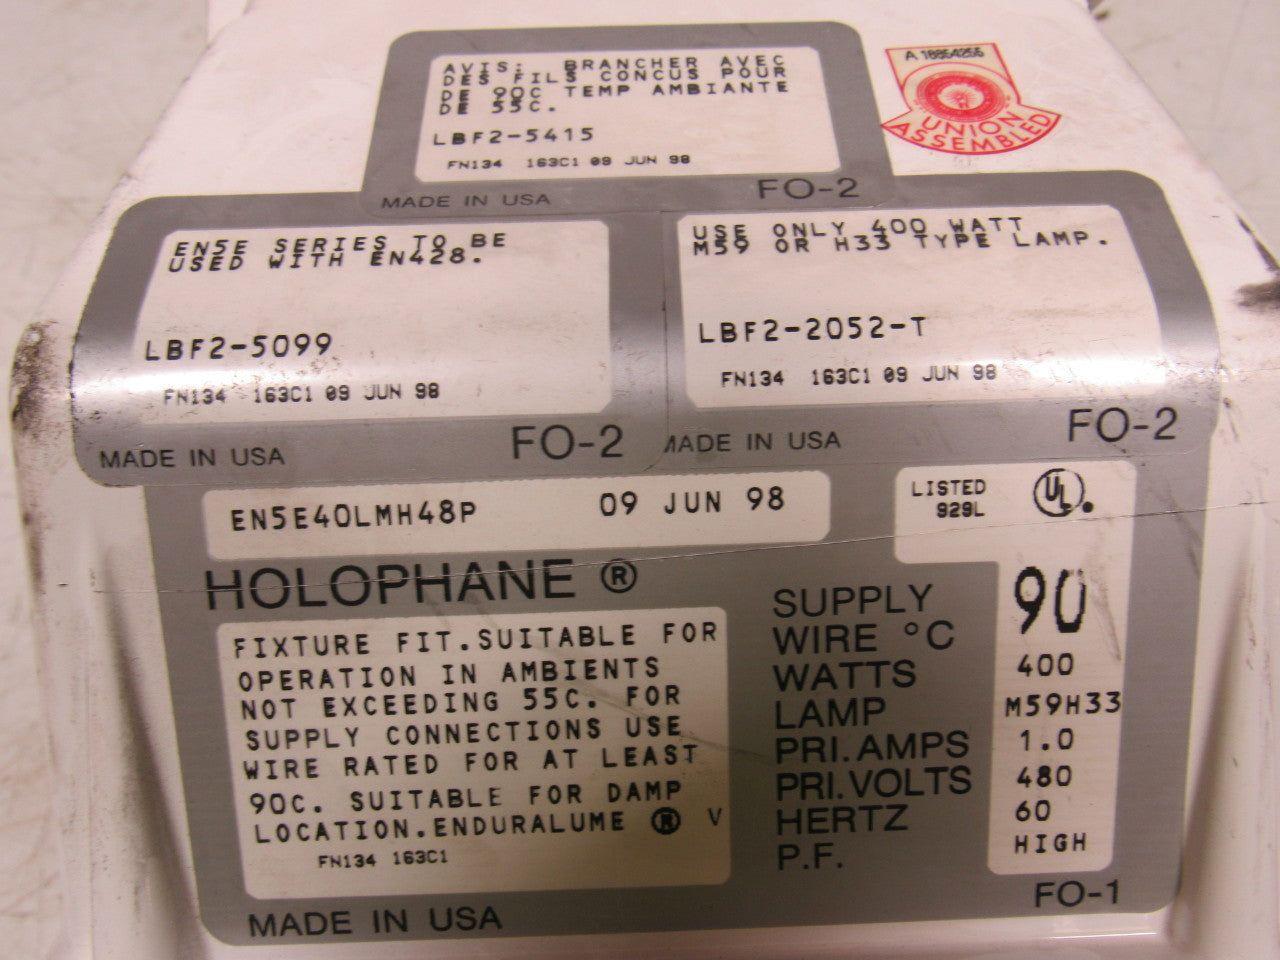 AVIS: BRANCHER AVEC
DES FILS CONCUS POUR
DE 90C TEMP AMBIANTE
DE 55C.
LBF2-5415
FN134 163C1 09 JUN 98
MADE IN USA FO-2
A 18854255
UNION
ASSEMBLED
EN5E SERIES TO BE
USED WITH EN428.
LBF2-5099
FN134 163C1 09 JUN 98
MADE IN USA FO-2
USE ONLY 400 WATT
M59 OR H33 TYPE LAMP.
LBF2-2052-T
FN134 163C1 09 JUN 98
MADE IN USA FO-2
EN5E40LMH48P 09 JUN 98
LISTED UL
929L
HOLOPHANE ®
FIXTURE FIT.SUITABLE FOR
OPERATION IN AMBIENTS
NOT EXCEEDING 55C. FOR
SUPPLY CONNECTIONS USE
WIRE RATED FOR AT LEAST
90C. SUITABLE FOR DAMP
LOCATION.ENDURALUME ® V
FN134 163C1
SUPPLY
WIRE °C 90
WATTS 400
LAMP M59H33
PRI.AMPS 1.0
PRI.VOLTS 480
HERTZ 60
P.F. HIGH
MADE IN USA FO-1